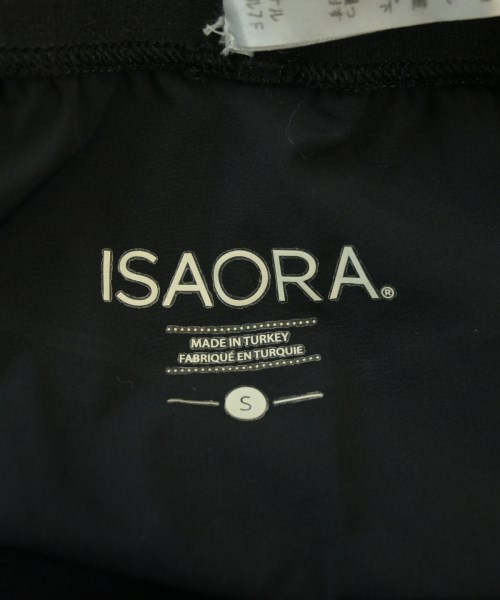 ISAORA®
MADE IN TURKEY
FABRIQUÉ EN TURQUIE
S